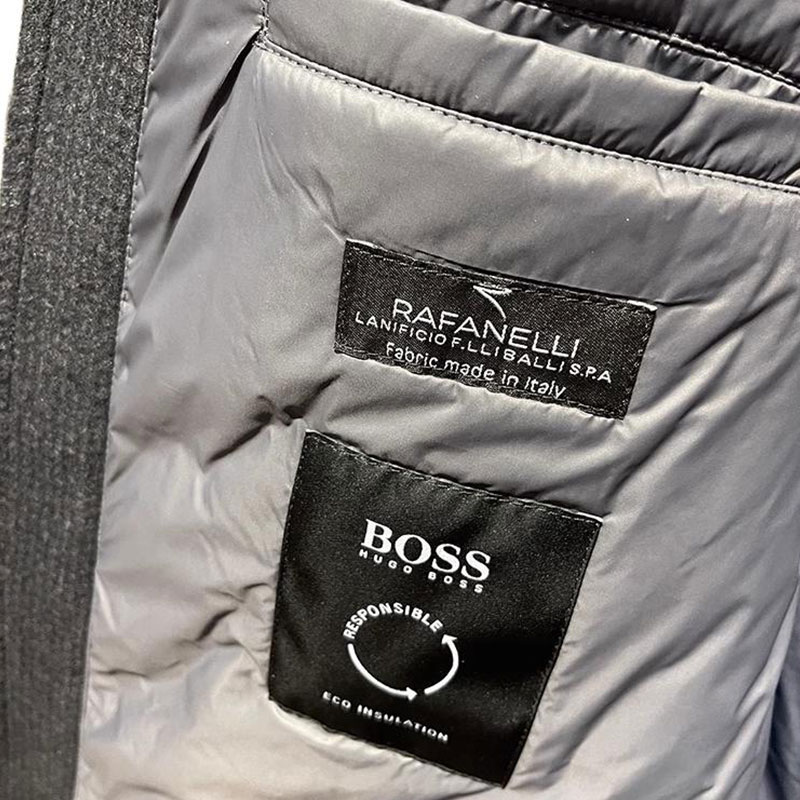 RAFANELLI
LANIFICIO F.LLI BALLI S.P.A
Fabric made in Italy
BOSS
HUGO BOSS
RESPONSIBLE
ECO INSULATION